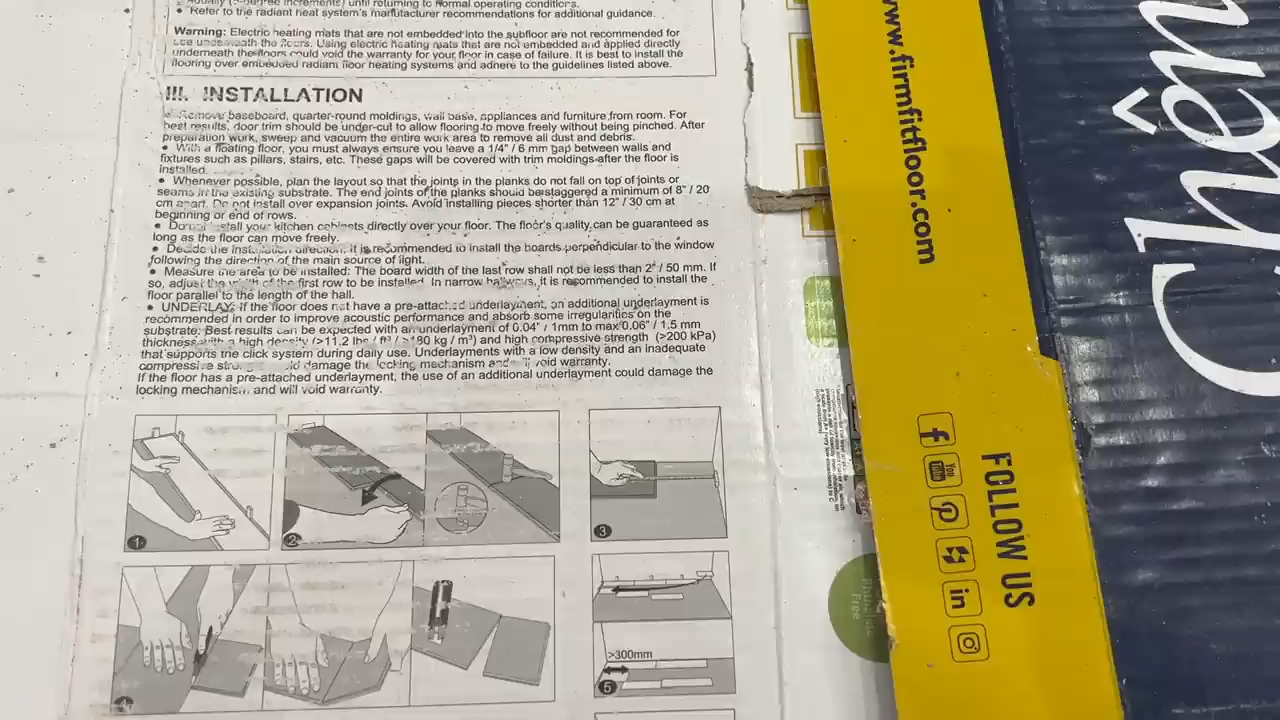 • Refer to the radiant heat system's manufacturer recommendations for additional guidance.
Warning: Electric heating mats that are not embedded into the subfloor are not recommended for
use underneath the floors. Using electric heating mats that are not embedded and applied directly
underneath the floors could void the warranty for your floor in case of failure. It is best to install the
flooring over embedded radiant floor heating systems and adhere to the guidelines listed above.
III. INSTALLATION
• Remove baseboard, quarter-round moldings, wall base, appliances and furniture from room. For
best results, door trim should be under-cut to allow flooring to move freely without being pinched. After
preparation work, sweep and vacuum the entire work area to remove all dust and debris.
• With a floating floor, you must always ensure you leave a 1/4" / 6 mm gap between walls and
fixtures such as pillars, stairs, etc. These gaps will be covered with trim moldings after the floor is
installed.
• Whenever possible, plan the layout so that the joints in the planks do not fall on top of joints or
seams in the existing substrate. The end joints of the planks should be staggered a minimum of 8" / 20
cm apart. Do not install over expansion joints. Avoid installing pieces shorter than 12" / 30 cm at
beginning or end of rows.
• Do not install your kitchen cabinets directly over your floor. The floor's quality can be guaranteed as
long as the floor can move freely.
• Decide the installation direction. it is recommended to install the boards perpendicular to the window
following the direction of the main source of light.
• Measure the area to be installed: The board width of the last row shall not be less than 2" / 50 mm. If
so, adjust the width of the first row to be installed. In narrow hallways, it is recommended to install the
floor parallel to the length of the hall.
• UNDERLAY: If the floor does not have a pre-attached underlayment, an additional underlayment is
recommended in order to improve acoustic performance and absorb some irregularities on the
substrate. Best results can be expected with an underlayment of 0.04" / 1mm to max 0.06" / 1,5 mm
thickness with a high density (>11.2 lbs / ft³ / >180 kg / m³) and high compressive strength (>200 kPa)
that supports the click system during daily use. Underlayments with a low density and an inadequate
compressive damage the locking mechanism and void warranty.
If the floor has a pre-attached underlayment, the use of an additional underlayment could damage the
locking mechanism and will void warranty.
1
2
3
4
>300mm
5
www.firmfitfloor.com
FOLLOW US
f
You
Tube
in
Free